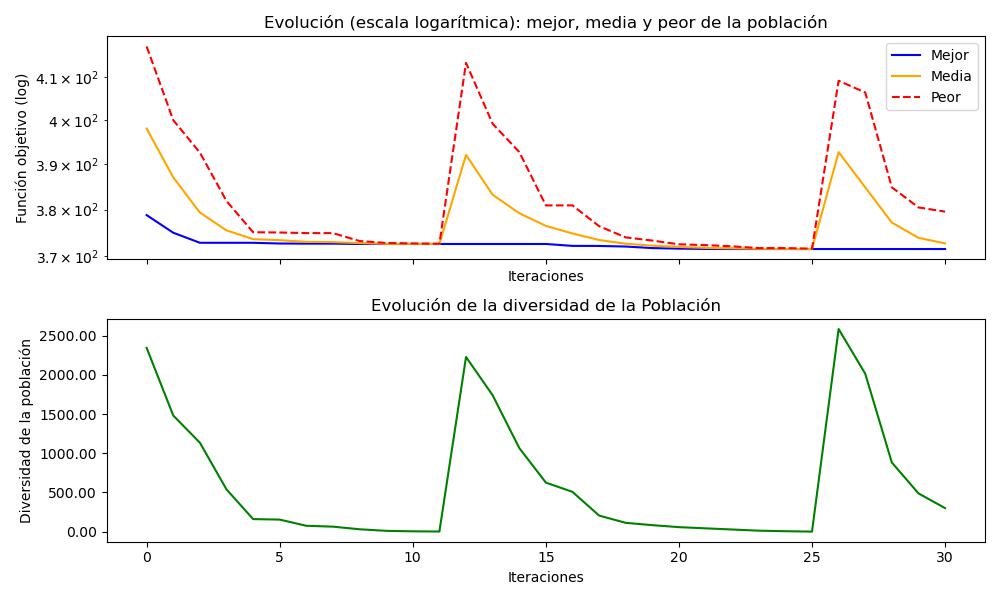 Evolución (escala logarítmica): mejor, media y peor de la población
Función objetivo (log)
4.1 × 10²
4 × 10²
3.9 × 10²
3.8 × 10²
3.7 × 10²
Mejor
Media
Peor
Iteraciones
Evolución de la diversidad de la Población
Diversidad de la población
2500.00
2000.00
1500.00
1000.00
500.00
0.00
0 5 10 15 20 25 30
Iteraciones